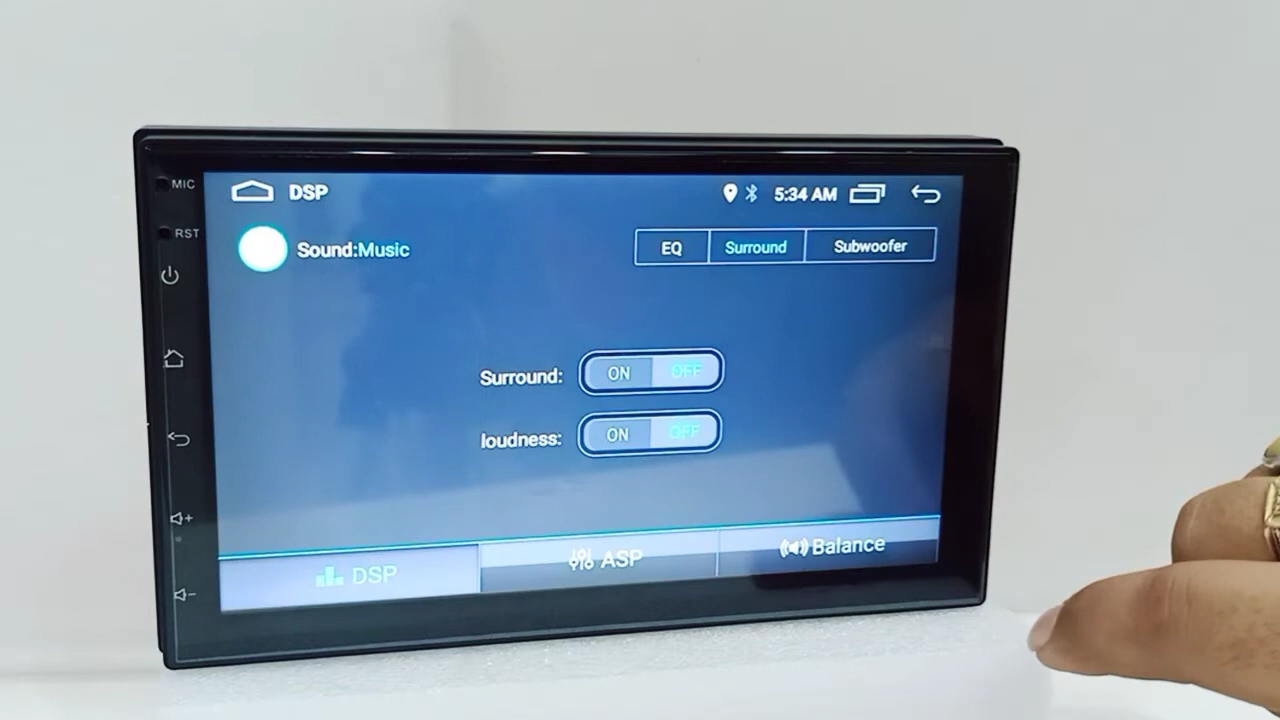 MIC
DSP 5:34 AM
RST
Sound:Music EQ Surround Subwoofer
Surround: ON OFF
loudness: ON OFF
DSP ASP Balance